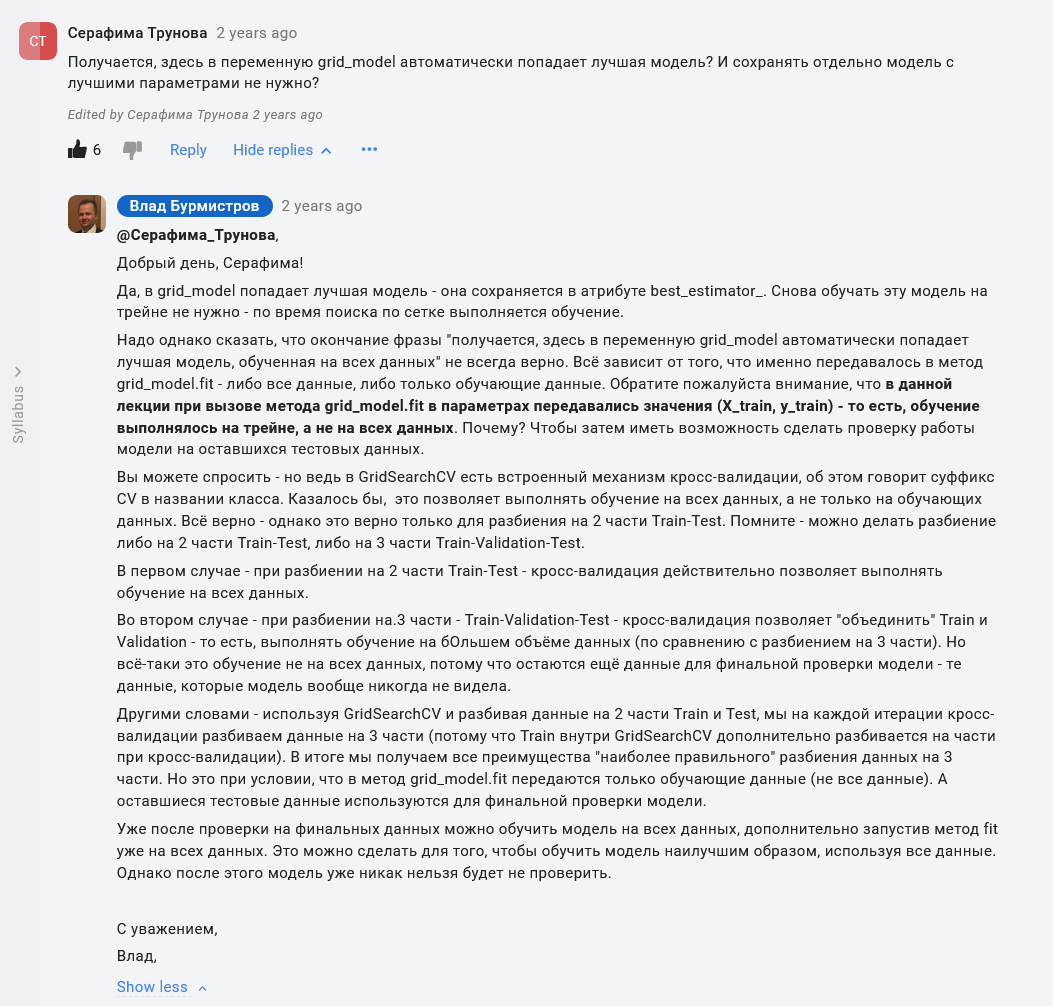 СТ
Серафима Трунова 2 years ago
Получается, здесь в переменную grid_model автоматически попадает лучшая модель? И сохранять отдельно модель с
лучшими параметрами не нужно?
Edited by Серафима Трунова 2 years ago
6 Reply Hide replies
Влад Бурмистров 2 years ago
@Серафима_Трунова,
Добрый день, Серафима!
Да, в grid_model попадает лучшая модель - она сохраняется в атрибуте best_estimator_. Снова обучать эту модель на
трейне не нужно - по время поиска по сетке выполняется обучение.
Надо однако сказать, что окончание фразы "получается, здесь в переменную grid_model автоматически попадает
лучшая модель, обученная на всех данных" не всегда верно. Всё зависит от того, что именно передавалось в метод
grid_model.fit - либо все данные, либо только обучающие данные. Обратите пожалуйста внимание, что в данной
лекции при вызове метода grid_model.fit в параметрах передавались значения (X_train, y_train) - то есть, обучение
выполнялось на трейне, а не на всех данных. Почему? Чтобы затем иметь возможность сделать проверку работы
модели на оставшихся тестовых данных.
Вы можете спросить - но ведь в GridSearchCV есть встроенный механизм кросс-валидации, об этом говорит суффикс
CV в названии класса. Казалось бы, это позволяет выполнять обучение на всех данных, а не только на обучающих
данных. Всё верно - однако это верно только для разбиения на 2 части Train-Test. Помните - можно делать разбиение
либо на 2 части Train-Test, либо на 3 части Train-Validation-Test.
В первом случае - при разбиении на 2 части Train-Test - кросс-валидация действительно позволяет выполнять
обучение на всех данных.
Во втором случае - при разбиении на.3 части - Train-Validation-Test - кросс-валидация позволяет "объединить" Train и
Validation - то есть, выполнять обучение на бОльшем объёме данных (по сравнению с разбиением на 3 части). Но
всё-таки это обучение не на всех данных, потому что остаются ещё данные для финальной проверки модели - те
данные, которые модель вообще никогда не видела.
Другими словами - используя GridSearchCV и разбивая данные на 2 части Train и Test, мы на каждой итерации кросс-
валидации разбиваем данные на 3 части (потому что Train внутри GridSearchCV дополнительно разбивается на части
при кросс-валидации). В итоге мы получаем все преимущества "наиболее правильного" разбиения данных на 3
части. Но это при условии, что в метод grid_model.fit передаются только обучающие данные (не все данные). А
оставшиеся тестовые данные используются для финальной проверки модели.
Уже после проверки на финальных данных можно обучить модель на всех данных, дополнительно запустив метод fit
уже на всех данных. Это можно сделать для того, чтобы обучить модель наилучшим образом, используя все данные.
Однако после этого модель уже никак нельзя будет не проверить.
С уважением,
Влад,
Show less
Syllabus